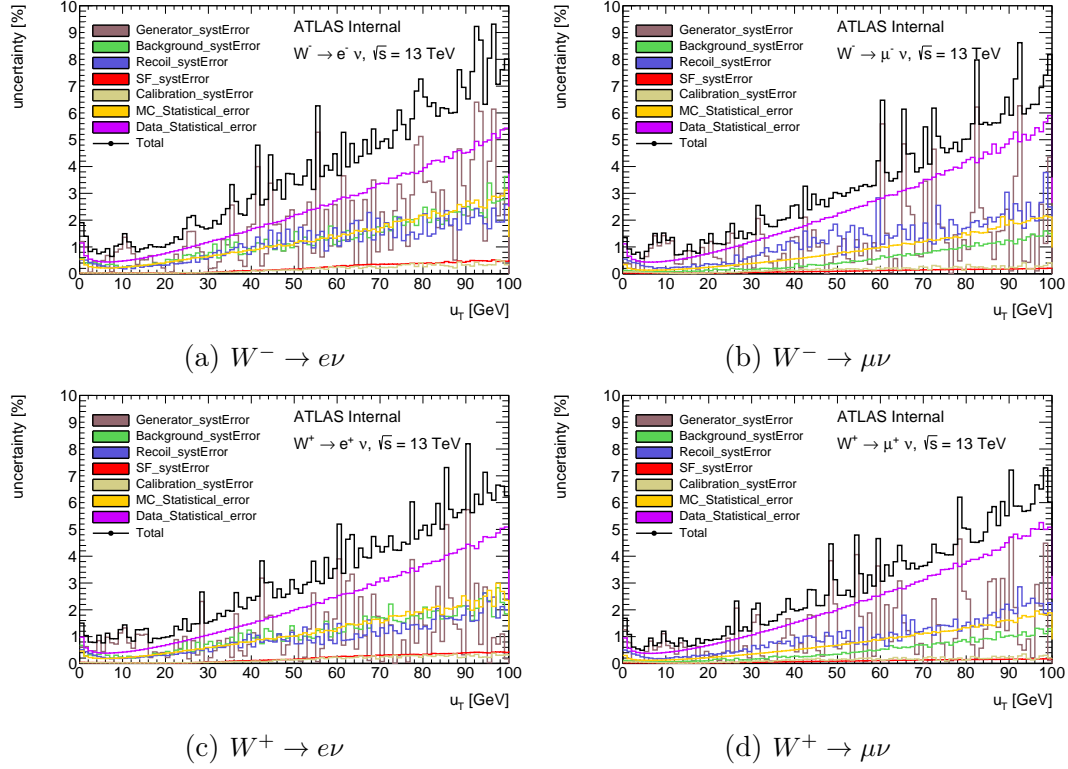 uncertainty [%]
10
9
8
7
6
5
4
3
2
1
0
Generator_systError
Background_systError
Recoil_systError
SF_systError
Calibration_systError
MC_Statistical_error
Data_Statistical_error
Total
ATLAS Internal
W⁻ → e⁻ ν, √s = 13 TeV
0 10 20 30 40 50 60 70 80 90 100
u_T [GeV]
(a) W⁻ → eν
uncertainty [%]
10
9
8
7
6
5
4
3
2
1
0
Generator_systError
Background_systError
Recoil_systError
SF_systError
Calibration_systError
MC_Statistical_error
Data_Statistical_error
Total
ATLAS Internal
W⁻ → μ⁻ ν, √s = 13 TeV
0 10 20 30 40 50 60 70 80 90 100
u_T [GeV]
(b) W⁻ → μν
uncertainty [%]
10
9
8
7
6
5
4
3
2
1
0
Generator_systError
Background_systError
Recoil_systError
SF_systError
Calibration_systError
MC_Statistical_error
Data_Statistical_error
Total
ATLAS Internal
W⁺ → e⁺ ν, √s = 13 TeV
0 10 20 30 40 50 60 70 80 90 100
u_T [GeV]
(c) W⁺ → eν
uncertainty [%]
10
9
8
7
6
5
4
3
2
1
0
Generator_systError
Background_systError
Recoil_systError
SF_systError
Calibration_systError
MC_Statistical_error
Data_Statistical_error
Total
ATLAS Internal
W⁺ → μ⁺ ν, √s = 13 TeV
0 10 20 30 40 50 60 70 80 90 100
u_T [GeV]
(d) W⁺ → μν